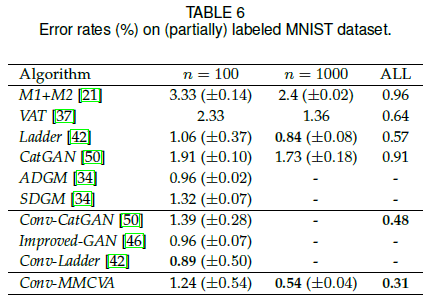 TABLE 6
Error rates (%) on (partially) labeled MNIST dataset.
Algorithm n = 100 n = 1000 ALL
M1+M2 [21] 3.33 (±0.14) 2.4 (±0.02) 0.96
VAT [37] 2.33 1.36 0.64
Ladder [42] 1.06 (±0.37) 0.84 (±0.08) 0.57
CatGAN [50] 1.91 (±0.10) 1.73 (±0.18) 0.91
ADGM [34] 0.96 (±0.02) - -
SDGM [34] 1.32 (±0.07) - -
Conv-CatGAN [50] 1.39 (±0.28) - 0.48
Improved-GAN [46] 0.96 (±0.07) - -
Conv-Ladder [42] 0.89 (±0.50) - -
Conv-MMCVA 1.24 (±0.54) 0.54 (±0.04) 0.31